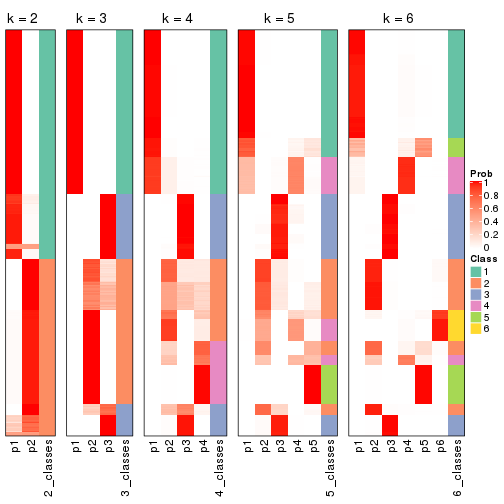 k = 2
k = 3
k = 4
k = 5
k = 6
p1
p2
2_classes
p1
p2
p3
3_classes
p1
p2
p3
p4
4_classes
p1
p2
p3
p4
p5
5_classes
p1
p2
p3
p4
p5
p6
6_classes
Prob
1
0.8
0.6
0.4
0.2
0
Class
1
2
3
4
5
6